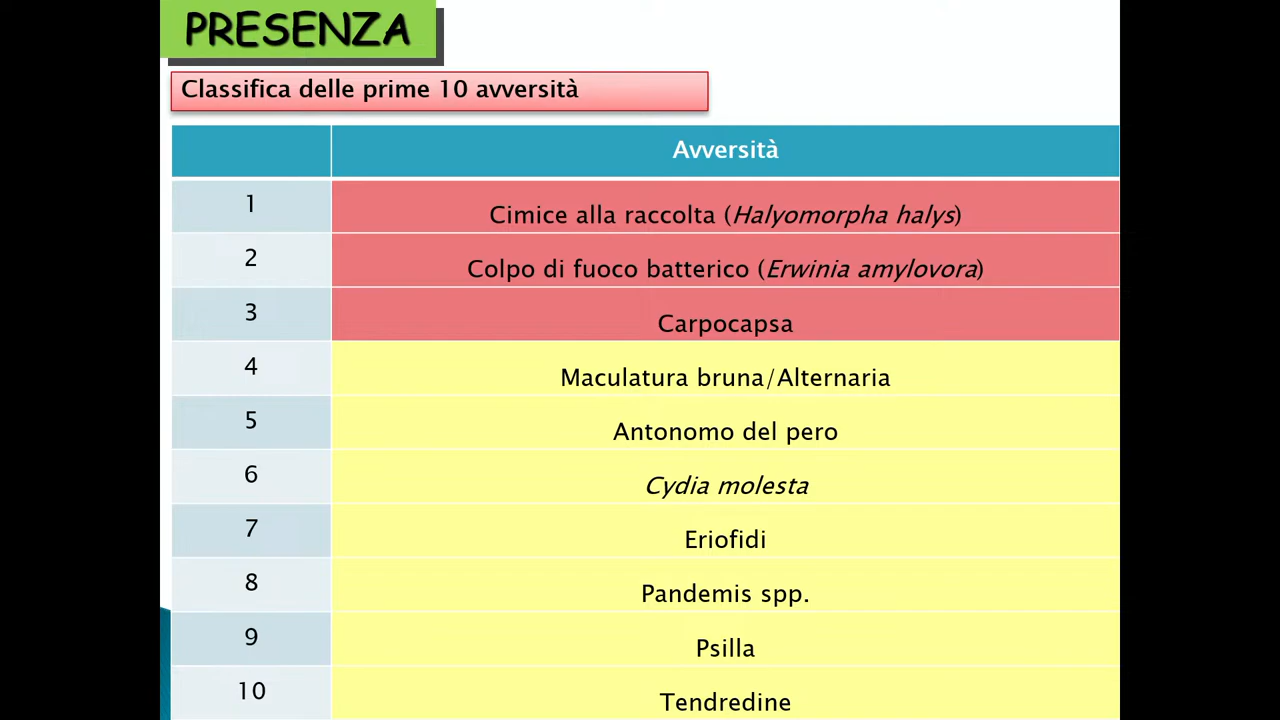 PRESENZA
Classifica delle prime 10 avversità
Avversità
1 Cimice alla raccolta (Halyomorpha halys)
2 Colpo di fuoco batterico (Erwinia amylovora)
3 Carpocapsa
4 Maculatura bruna/Alternaria
5 Antonomo del pero
6 Cydia molesta
7 Eriofidi
8 Pandemis spp.
9 Psilla
10 Tendredine